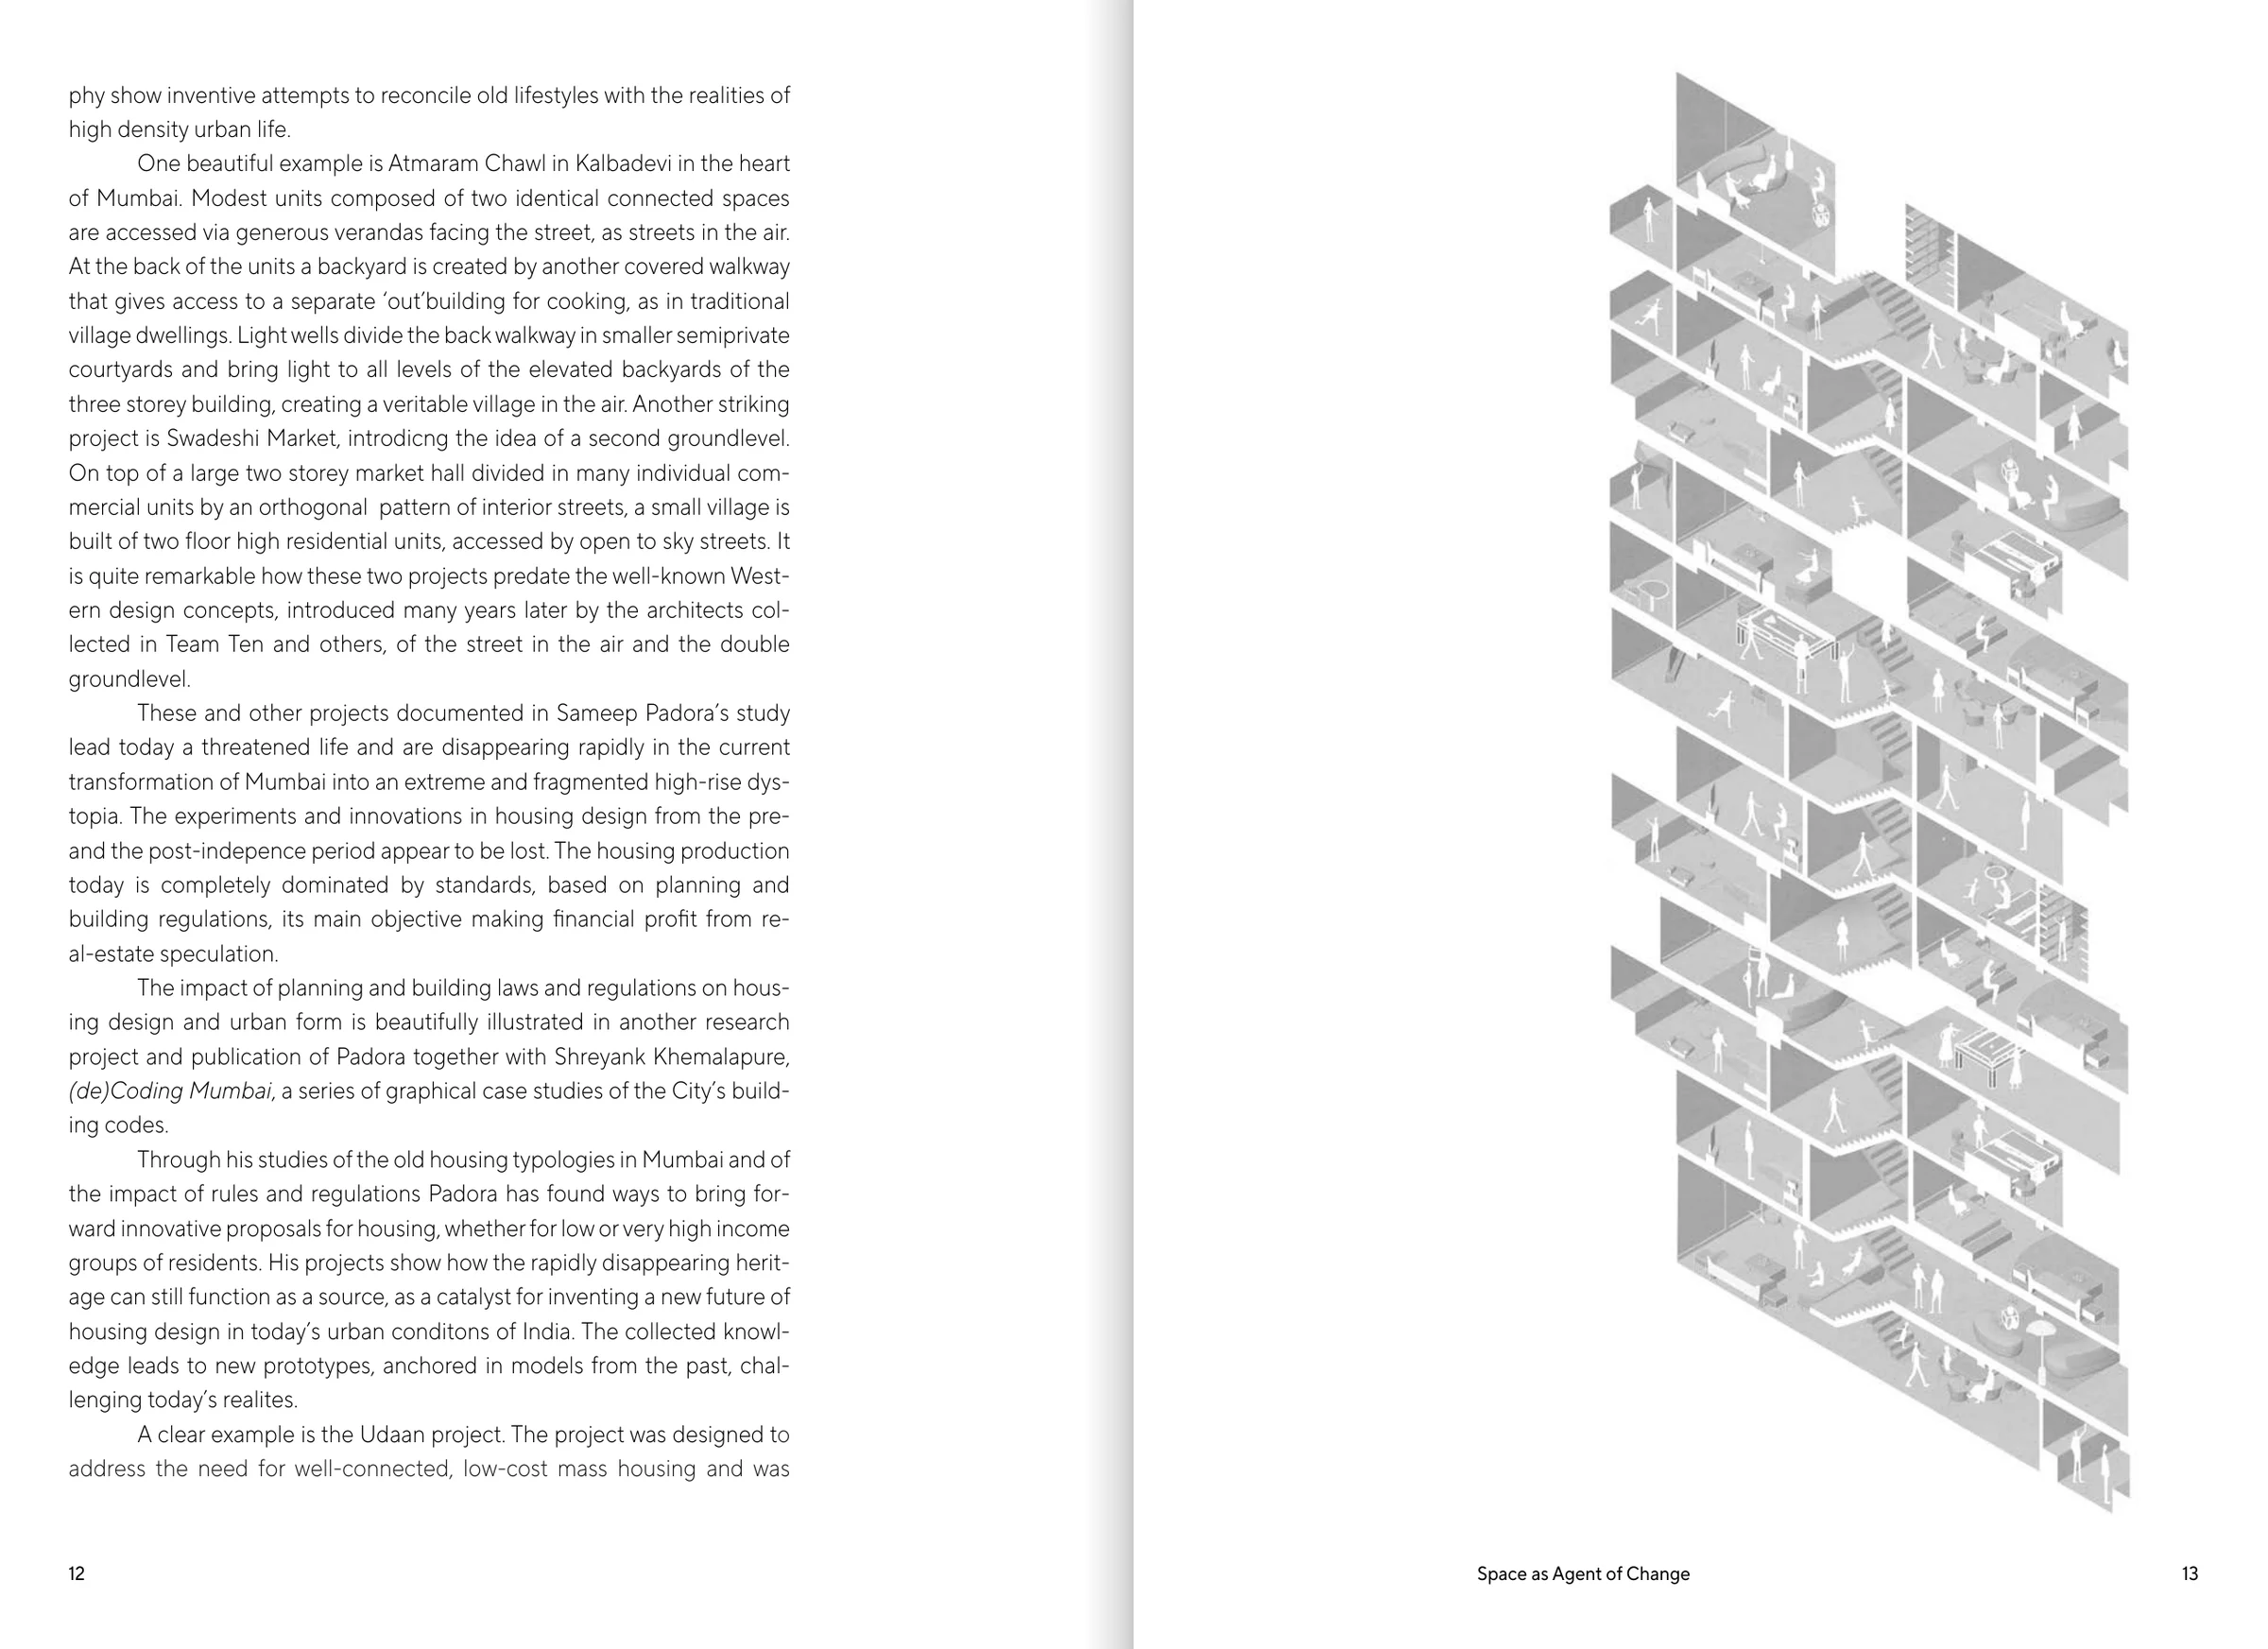 phy show inventive attempts to reconcile old lifestyles with the realities of
high density urban life.
One beautiful example is Atmaram Chawl in Kalbadevi in the heart
of Mumbai. Modest units composed of two identical connected spaces
are accessed via generous verandas facing the street, as streets in the air.
At the back of the units a backyard is created by another covered walkway
that gives access to a separate ‘out’building for cooking, as in traditional
village dwellings. Light wells divide the back walkway in smaller semiprivate
courtyards and bring light to all levels of the elevated backyards of the
three storey building, creating a veritable village in the air. Another striking
project is Swadeshi Market, introdicng the idea of a second groundlevel.
On top of a large two storey market hall divided in many individual com-
mercial units by an orthogonal  pattern of interior streets, a small village is
built of two floor high residential units, accessed by open to sky streets. It
is quite remarkable how these two projects predate the well-known West-
ern design concepts, introduced many years later by the architects col-
lected in Team Ten and others, of the street in the air and the double
groundlevel.
These and other projects documented in Sameep Padora’s study
lead today a threatened life and are disappearing rapidly in the current
transformation of Mumbai into an extreme and fragmented high-rise dys-
topia. The experiments and innovations in housing design from the pre-
and the post-indepence period appear to be lost. The housing production
today is completely dominated by standards, based on planning and
building regulations, its main objective making financial profit from re-
al-estate speculation.
The impact of planning and building laws and regulations on hous-
ing design and urban form is beautifully illustrated in another research
project and publication of Padora together with Shreyank Khemalapure,
(de)Coding Mumbai, a series of graphical case studies of the City’s build-
ing codes.
Through his studies of the old housing typologies in Mumbai and of
the impact of rules and regulations Padora has found ways to bring for-
ward innovative proposals for housing, whether for low or very high income
groups of residents. His projects show how the rapidly disappearing herit-
age can still function as a source, as a catalyst for inventing a new future of
housing design in today’s urban conditons of India. The collected knowl-
edge leads to new prototypes, anchored in models from the past, chal-
lenging today’s realites.
A clear example is the Udaan project. The project was designed to
address the need for well-connected, low-cost mass housing and was
12
Space as Agent of Change
13